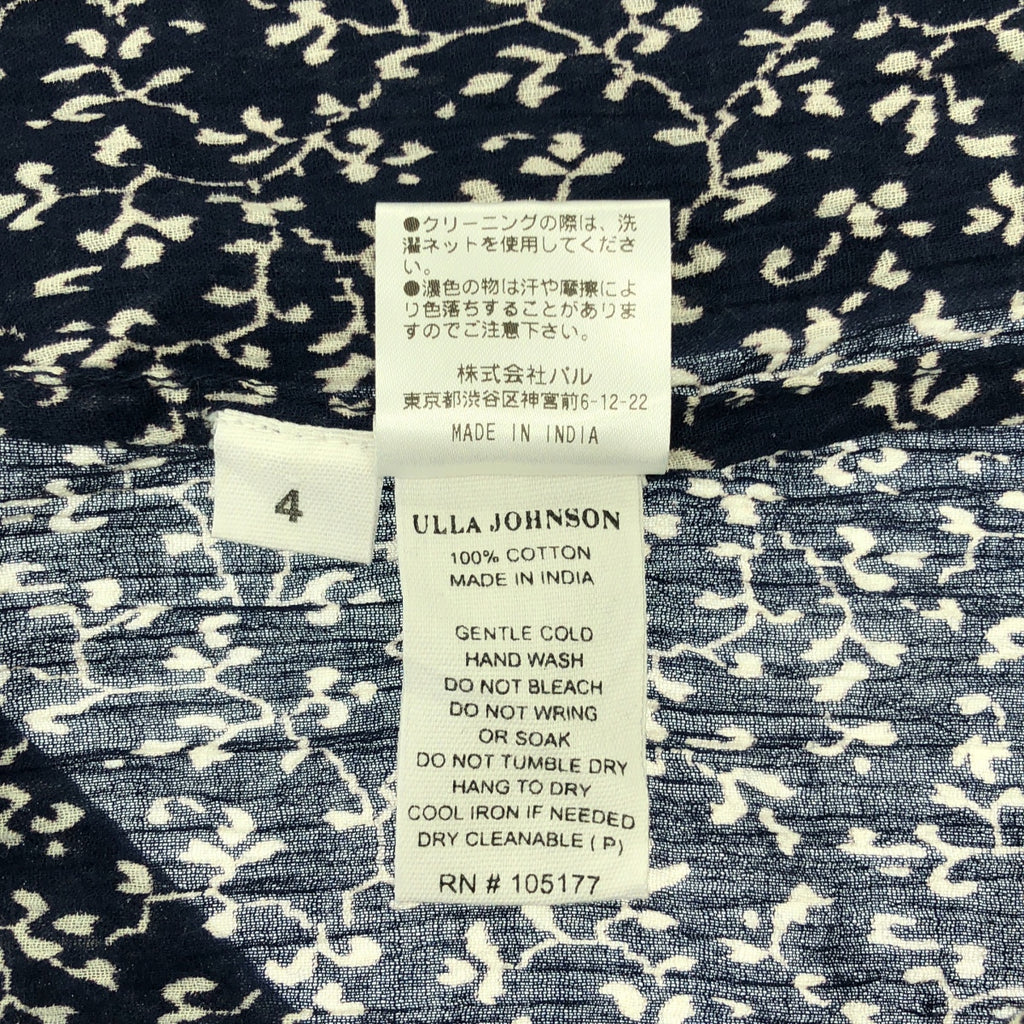 ●クリーニングの際は、洗
濯ネットを使用してくださ
い。
●濃色の物は汗や摩擦によ
り色落ちすることがありま
すのでご注意下さい。
株式会社パル
東京都渋谷区神宮前6-12-22
MADE IN INDIA
4
ULLA JOHNSON
100% COTTON
MADE IN INDIA
GENTLE COLD
HAND WASH
DO NOT BLEACH
DO NOT WRING
OR SOAK
DO NOT TUMBLE DRY
HANG TO DRY
COOL IRON IF NEEDED
DRY CLEANABLE ( P)
RN # 105177